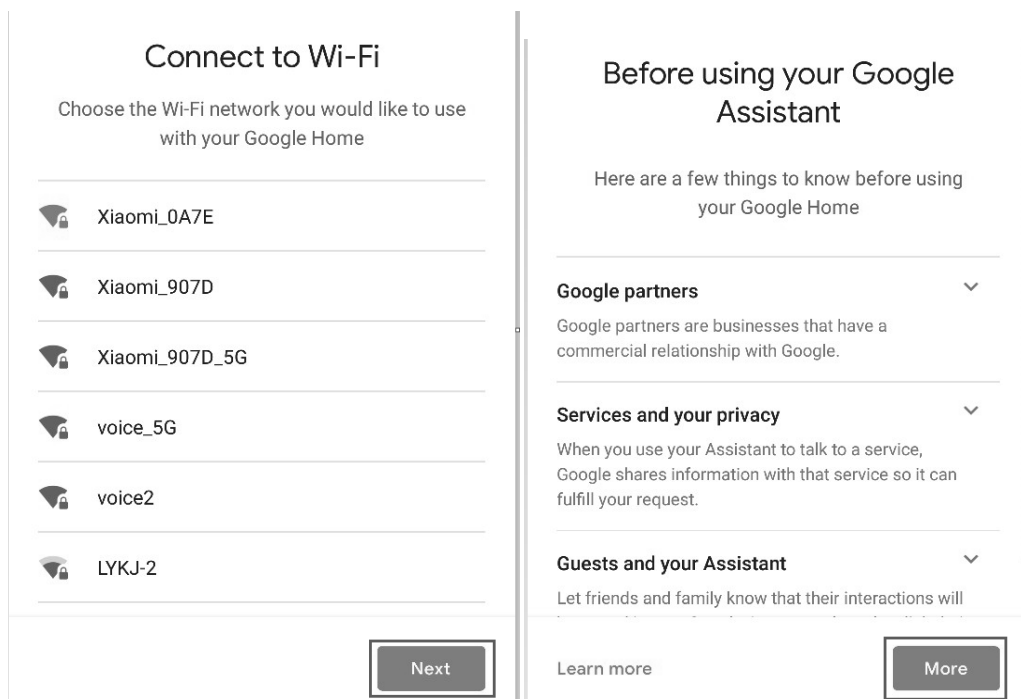 Connect to Wi-Fi
Choose the Wi-Fi network you would like to use
with your Google Home
Xiaomi_0A7E
Xiaomi_907D
Xiaomi_907D_5G
voice_5G
voice2
LYKJ-2
Next
Before using your Google
Assistant
Here are a few things to know before using
your Google Home
Google partners
Google partners are businesses that have a
commercial relationship with Google.
Services and your privacy
When you use your Assistant to talk to a service,
Google shares information with that service so it can
fulfill your request.
Guests and your Assistant
Let friends and family know that their interactions will
Learn more
More